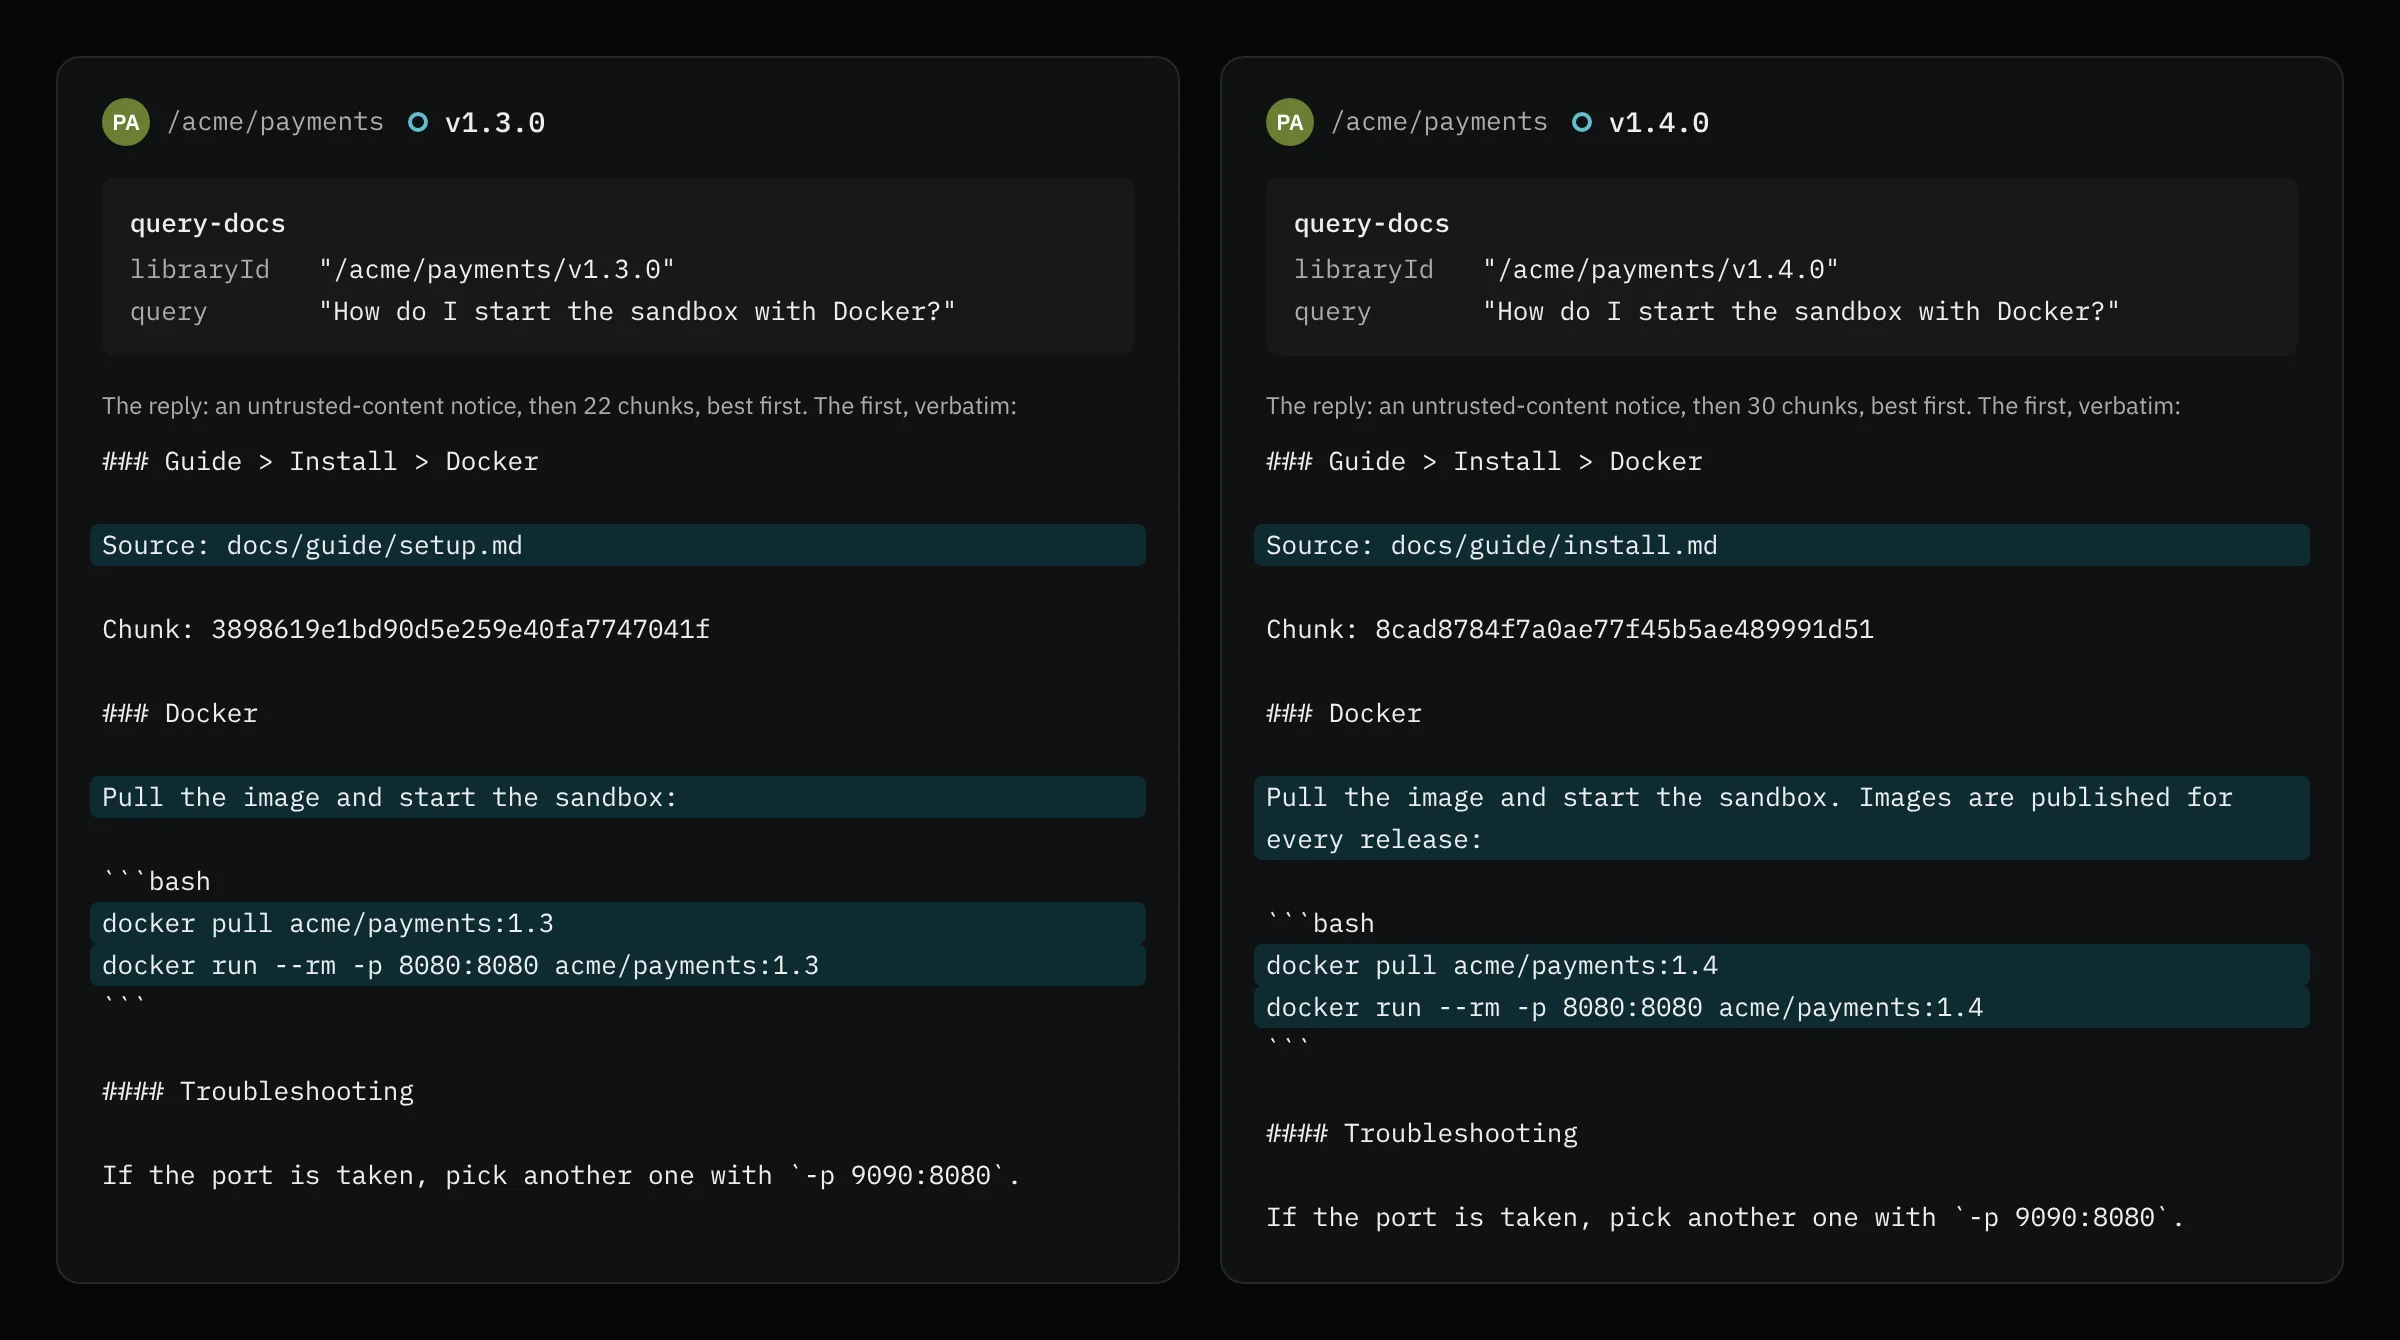 PA /acme/payments v1.3.0
query-docs
libraryId "/acme/payments/v1.3.0"
query "How do I start the sandbox with Docker?"
The reply: an untrusted-content notice, then 22 chunks, best first. The first, verbatim:
### Guide > Install > Docker
Source: docs/guide/setup.md
Chunk: 3898619e1bd90d5e259e40fa7747041f
### Docker
Pull the image and start the sandbox:
```bash
docker pull acme/payments:1.3
docker run --rm -p 8080:8080 acme/payments:1.3
```
#### Troubleshooting
If the port is taken, pick another one with `-p 9090:8080`.
PA /acme/payments v1.4.0
query-docs
libraryId "/acme/payments/v1.4.0"
query "How do I start the sandbox with Docker?"
The reply: an untrusted-content notice, then 30 chunks, best first. The first, verbatim:
### Guide > Install > Docker
Source: docs/guide/install.md
Chunk: 8cad8784f7a0ae77f45b5ae489991d51
### Docker
Pull the image and start the sandbox. Images are published for
every release:
```bash
docker pull acme/payments:1.4
docker run --rm -p 8080:8080 acme/payments:1.4
```
#### Troubleshooting
If the port is taken, pick another one with `-p 9090:8080`.